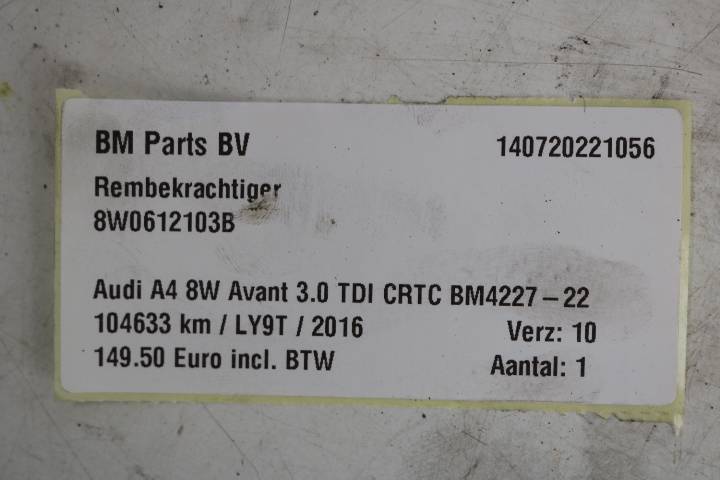 BM Parts BV 140720221056
Rembekrachtiger
8W0612103B
Audi A4 8W Avant 3.0 TDI CRTC BM4227-22
104633 km / LY9T / 2016 Verz: 10
149.50 Euro incl. BTW Aantal: 1